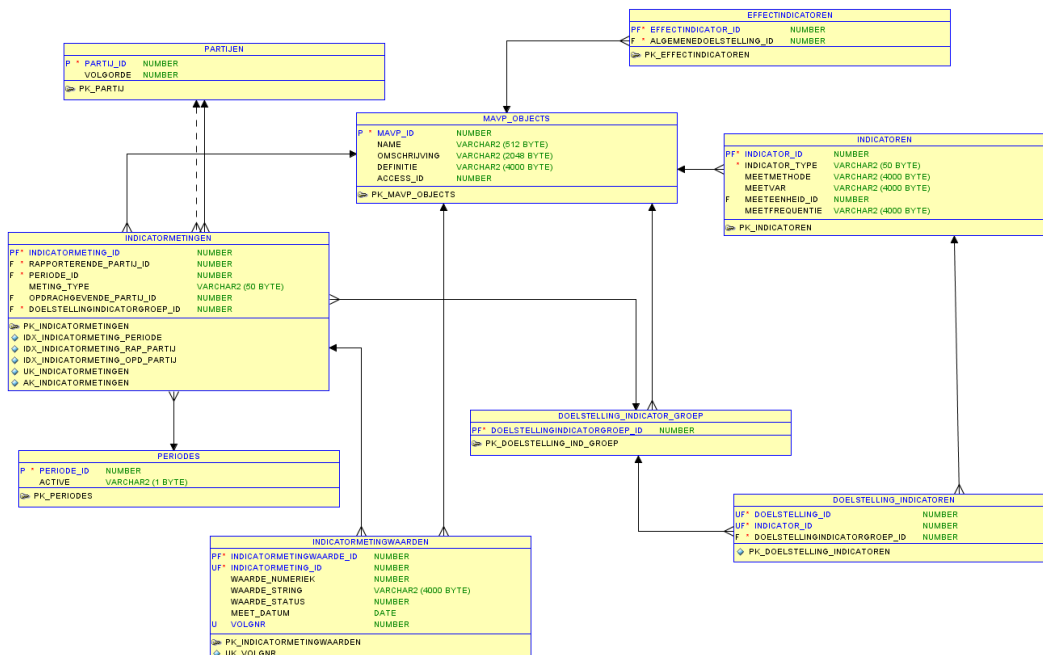 EFFECTINDICATOREN
PF* EFFECTINDICATOR_ID NUMBER
F * ALGEMENEDOELSTELLING_ID NUMBER
PK_EFFECTINDICATOREN
PARTIJEN
P * PARTIJ_ID NUMBER
VOLGORDE NUMBER
PK_PARTIJ
MAVP_OBJECTS
P * MAVP_ID NUMBER
NAME VARCHAR2 (512 BYTE)
OMSCHRIJVING VARCHAR2 (2048 BYTE)
DEFINITIE VARCHAR2 (4000 BYTE)
ACCESS_ID NUMBER
PK_MAVP_OBJECTS
INDICATOREN
PF* INDICATOR_ID NUMBER
* INDICATOR_TYPE VARCHAR2 (50 BYTE)
MEETMETHODE VARCHAR2 (4000 BYTE)
MEETVAR VARCHAR2 (4000 BYTE)
F MEETEENHEID_ID NUMBER
MEETFREQUENTIE VARCHAR2 (4000 BYTE)
PK_INDICATOREN
INDICATORMETINGEN
PF* INDICATORMETING_ID NUMBER
F * RAPPORTERENDE_PARTIJ_ID NUMBER
F * PERIODE_ID NUMBER
METING_TYPE VARCHAR2 (50 BYTE)
F OPDRACHGEVENDE_PARTIJ_ID NUMBER
F * DOELSTELLINGINDICATORGROEP_ID NUMBER
PK_INDICATORMETINGEN
IDX_INDICATORMETING_PERIODE
IDX_INDICATORMETING_RAP_PARTIJ
IDX_INDICATORMETING_OPD_PARTIJ
UK_INDICATORMETINGEN
AK_INDICATORMETINGEN
DOELSTELLING_INDICATOR_GROEP
PF* DOELSTELLINGINDICATORGROEP_ID NUMBER
PK_DOELSTELLING_IND_GROEP
PERIODES
P * PERIODE_ID NUMBER
ACTIVE VARCHAR2 (1 BYTE)
PK_PERIODES
DOELSTELLING_INDICATOREN
UF* DOELSTELLING_ID NUMBER
UF* INDICATOR_ID NUMBER
F * DOELSTELLINGINDICATORGROEP_ID NUMBER
PK_DOELSTELLING_INDICATOREN
INDICATORMETINGWAARDEN
PF* INDICATORMETINGWAARDE_ID NUMBER
UF* INDICATORMETING_ID NUMBER
WAARDE_NUMERIEK NUMBER
WAARDE_STRING VARCHAR2 (4000 BYTE)
WAARDE_STATUS NUMBER
MEET_DATUM DATE
U VOLGNR NUMBER
PK_INDICATORMETINGWAARDEN
UK_VOLGNR